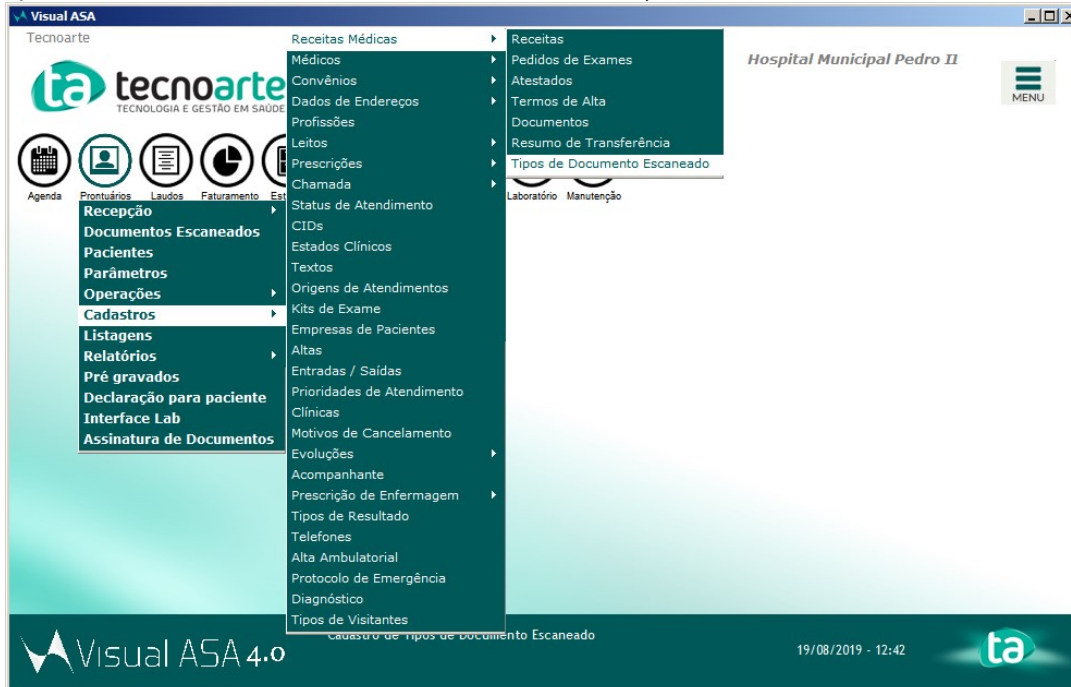 Visual ASA
Tecnoarte
Hospital Municipal Pedro II
ta tecnoarte
TECNOLOGIA E GESTÃO EM SAÚDE
MENU
Agenda
Prontuários
Laudos
Faturamento
Est
Laboratório
Manutenção
Recepção
Documentos Escaneados
Pacientes
Parâmetros
Operações
Cadastros
Listagens
Relatórios
Pré gravados
Declaração para paciente
Interface Lab
Assinatura de Documentos
Receitas Médicas
Médicos
Convênios
Dados de Endereços
Profissões
Leitos
Prescrições
Chamada
Status de Atendimento
CIDs
Estados Clínicos
Textos
Origens de Atendimentos
Kits de Exame
Empresas de Pacientes
Altas
Entradas / Saídas
Prioridades de Atendimento
Clínicas
Motivos de Cancelamento
Evoluções
Acompanhante
Prescrição de Enfermagem
Tipos de Resultado
Telefones
Alta Ambulatorial
Protocolo de Emergência
Diagnóstico
Tipos de Visitantes
Receitas
Pedidos de Exames
Atestados
Termos de Alta
Documentos
Resumo de Transferência
Tipos de Documento Escaneado
Cadastro de Tipos de Documento Escaneado
Visual ASA 4.0
19/08/2019 - 12:42
ta